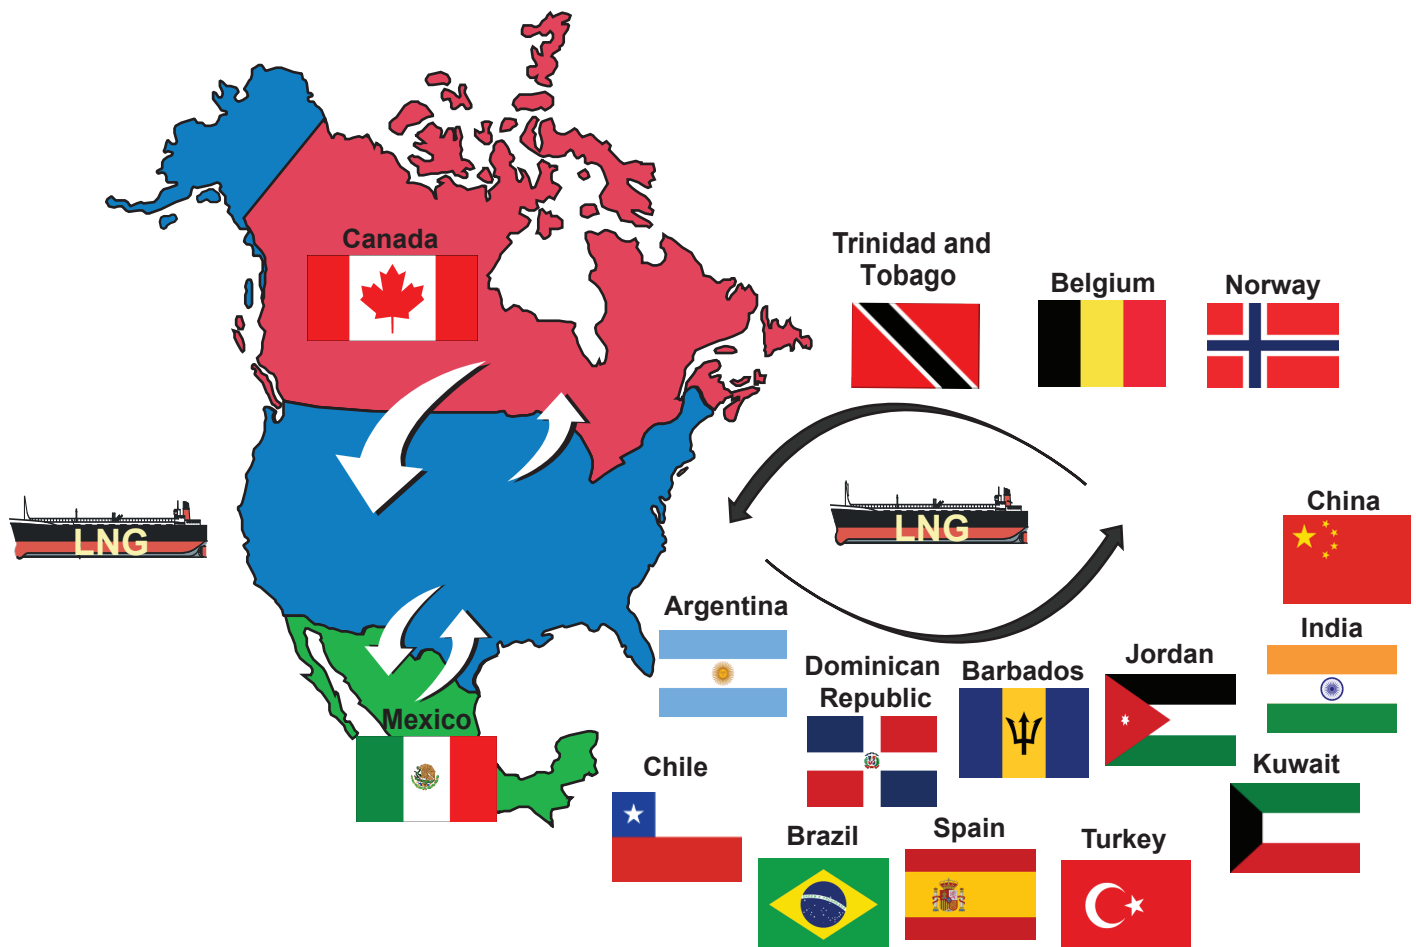 Canada
Trinidad and
Tobago
Belgium
Norway
LNG
LNG
China
Argentina
India
Dominican
Republic
Barbados
Jordan
Mexico
Chile
Kuwait
Brazil
Spain
Turkey